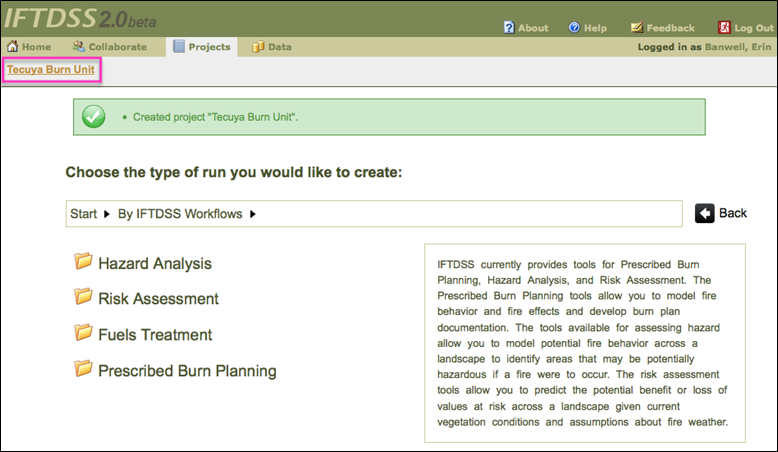 IFTDSS 2.0 beta
About Help Feedback Log Out
Home Collaborate Projects Data Logged in as Banwell, Erin
Tecuya Burn Unit
• Created project "Tecuya Burn Unit".
Choose the type of run you would like to create:
Start By IFTDSS Workflows Back
Hazard Analysis
Risk Assessment
Fuels Treatment
Prescribed Burn Planning
IFTDSS currently provides tools for Prescribed Burn
Planning, Hazard Analysis, and Risk Assessment. The
Prescribed Burn Planning tools allow you to model fire
behavior and fire effects and develop burn plan
documentation. The tools available for assessing hazard
allow you to model potential fire behavior across a
landscape to identify areas that may be potentially
hazardous if a fire were to occur. The risk assessment
tools allow you to predict the potential benefit or loss of
values at risk across a landscape given current
vegetation conditions and assumptions about fire weather.